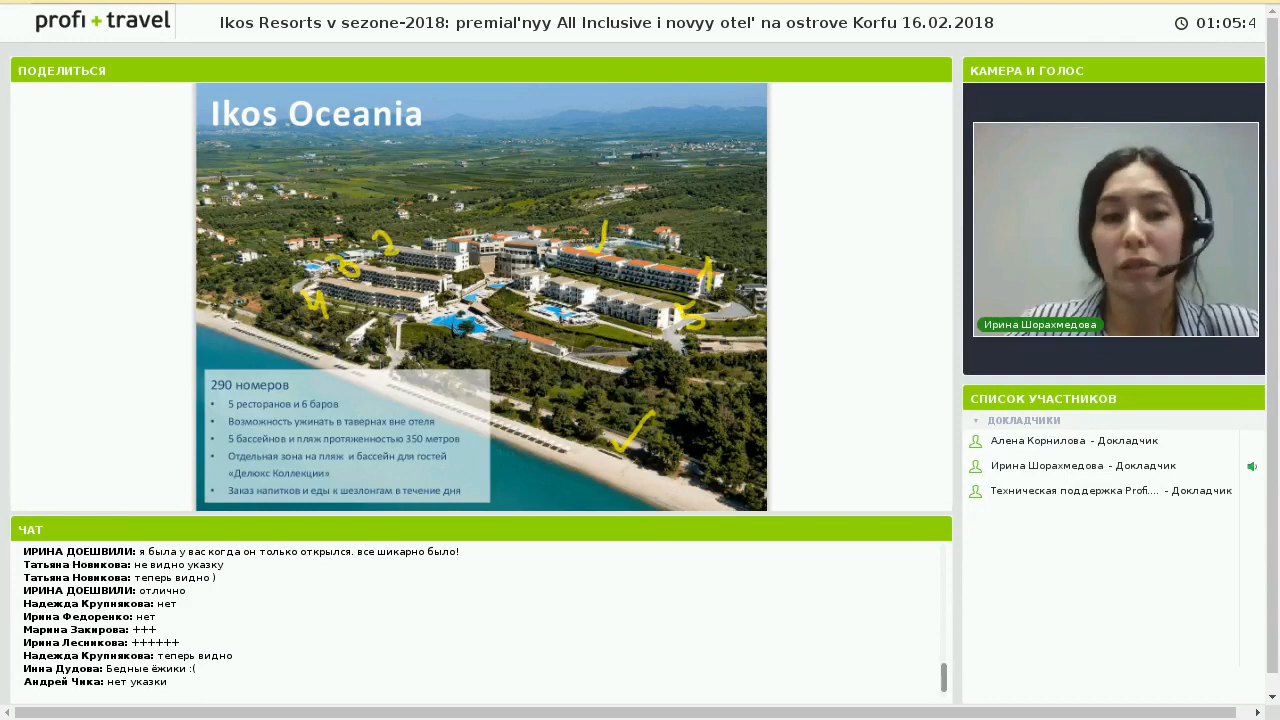 profi + travel
Ikos Resorts v sezone-2018: premial'nyy All Inclusive i novyy otel' na ostrove Korfu 16.02.2018
01:05:4
ПОДЕЛИТЬСЯ
Ikos Oceania
2
3
1
4
5
290 номеров
• 5 ресторанов и 6 баров
• Возможность ужинать в тавернах вне отеля
• 5 бассейнов и пляж протяженностью 350 метров
• Отдельная зона на пляж и бассейн для гостей
«Делюкс Коллекции»
• Заказ напитков и еды к шезлонгам в течение дня
КАМЕРА И ГОЛОС
Ирина Шорахмедова
СПИСОК УЧАСТНИКОВ
ДОКЛАДЧИКИ
Алена Корнилова - Докладчик
Ирина Шорахмедова - Докладчик
Техническая поддержка Profi.... - Докладчик
ЧАТ
ИРИНА ДОЕШВИЛИ: я была у вас когда он только открылся. все шикарно было!
Татьяна Новикова: не видно указку
Татьяна Новикова: теперь видно )
ИРИНА ДОЕШВИЛИ: отлично
Надежда Крупнякова: нет
Ирина Федоренко: нет
Марина Закирова: +++
Ирина Лесникова: ++++++
Надежда Крупнякова: теперь видно
Инна Дудова: Бедные ёжики :(
Андрей Чика: нет указки